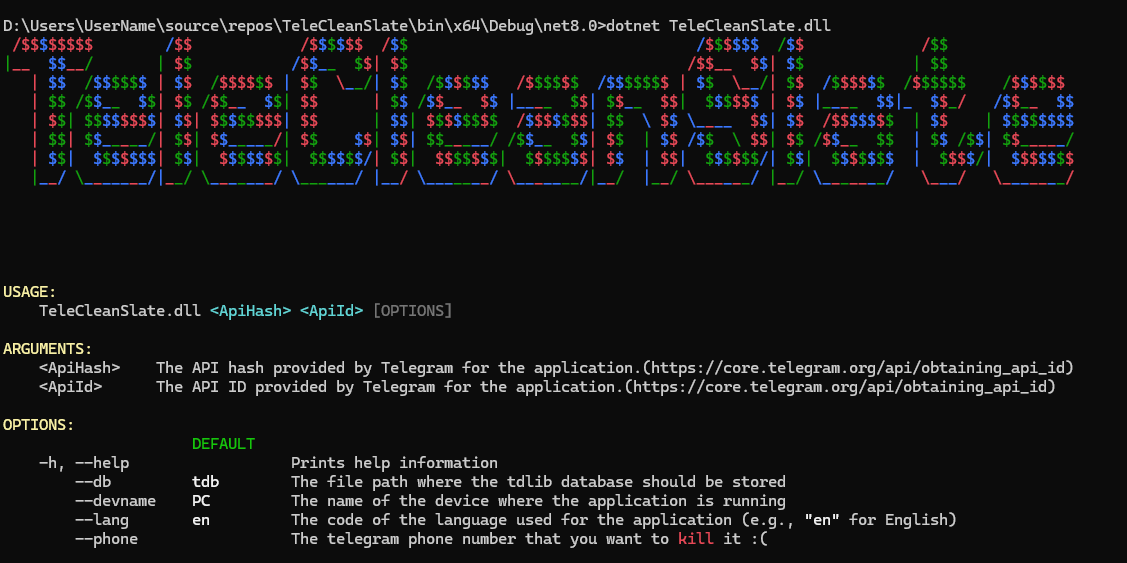 D:\Users\UserName\source\repos\TeleCleanSlate\bin\x64\Debug\net8.0>dotnet TeleCleanSlate.dll
TeleCleanSlate
USAGE:
TeleCleanSlate.dll <ApiHash> <ApiId> [OPTIONS]
ARGUMENTS:
<ApiHash> The API hash provided by Telegram for the application.(https://core.telegram.org/api/obtaining_api_id)
<ApiId> The API ID provided by Telegram for the application.(https://core.telegram.org/api/obtaining_api_id)
OPTIONS:
DEFAULT
-h, --help Prints help information
--db tdb The file path where the tdlib database should be stored
--devname PC The name of the device where the application is running
--lang en The code of the language used for the application (e.g., "en" for English)
--phone The telegram phone number that you want to kill it :(